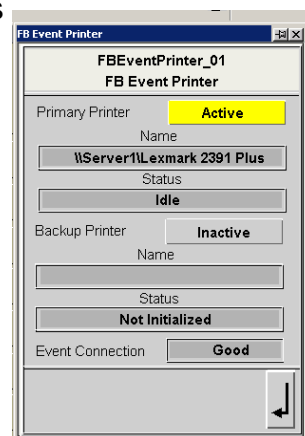 s
FB Event Printer
FBEventPrinter_01
FB Event Printer
Primary Printer Active
Name
\\Server1\Lexmark 2391 Plus
Status
Idle
Backup Printer Inactive
Name
Status
Not Initialized
Event Connection Good